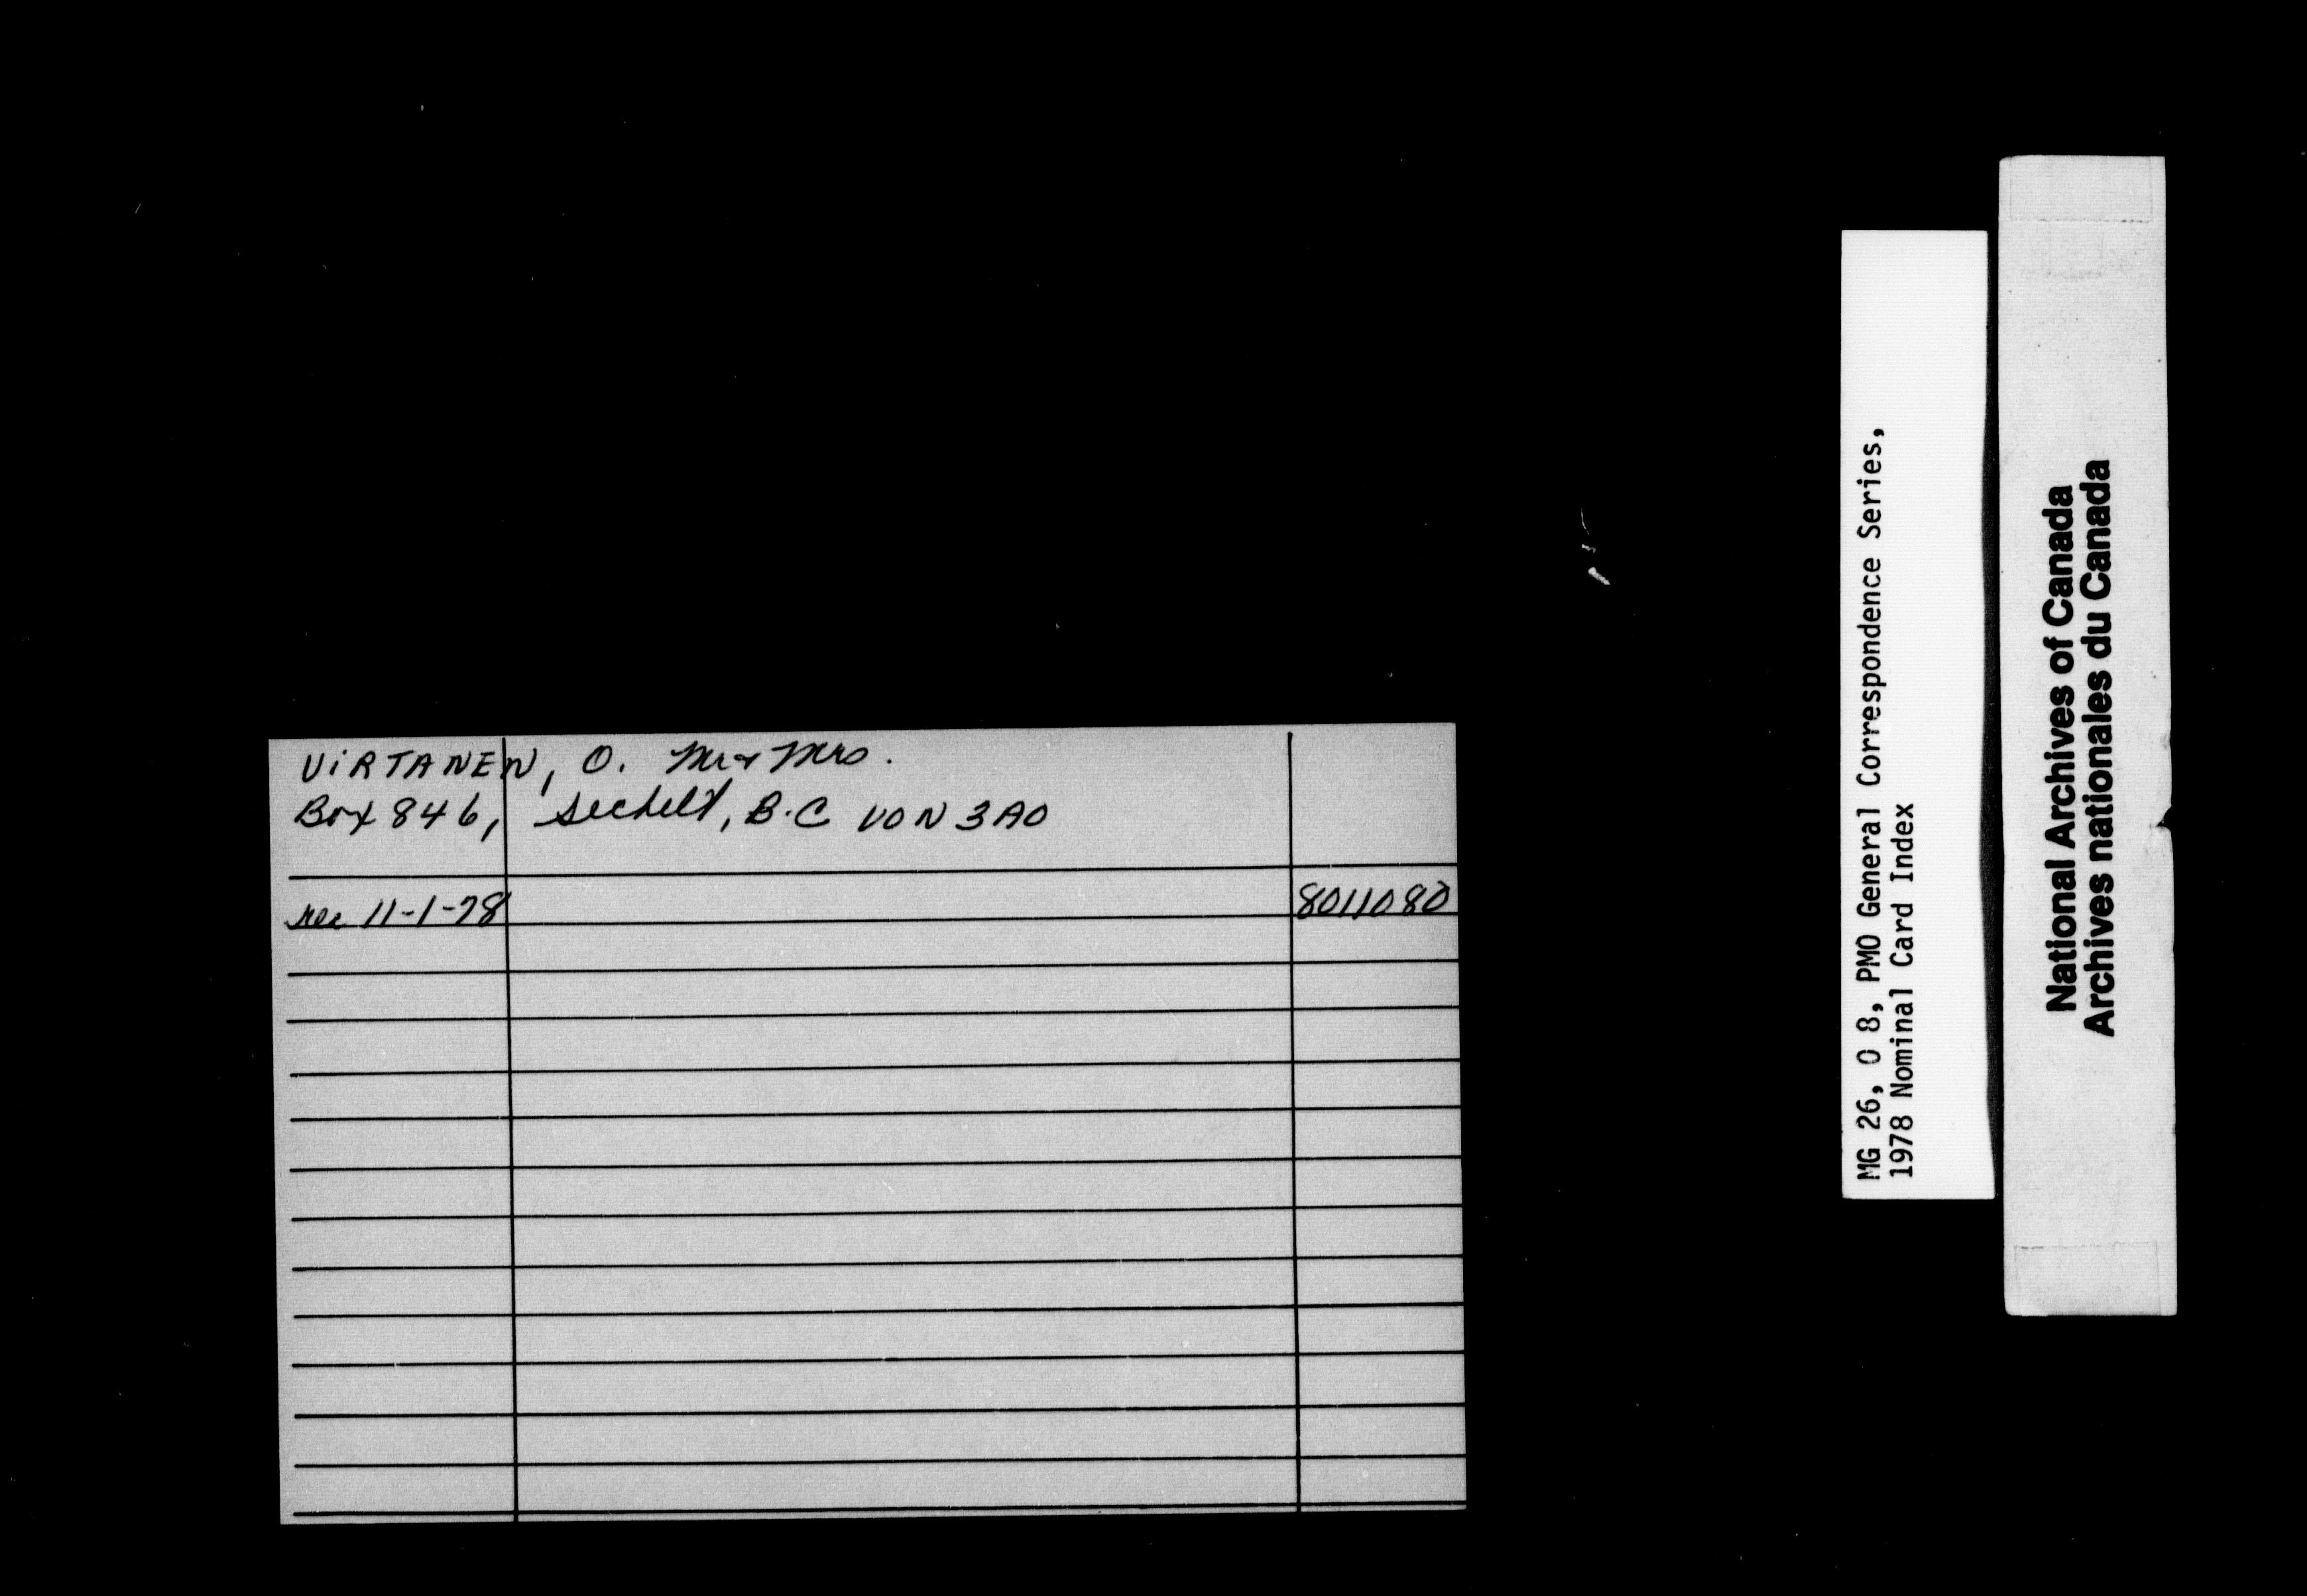 VIRTANEN, O. Mr + Mrs.
Box 846, Sechelt, B.C V0N 3A0
rec 11-1-78 8011080
MG 26, O 8, PMO General Correspondence Series,
1978 Nominal Card Index
National Archives of Canada
Archives nationales du Canada